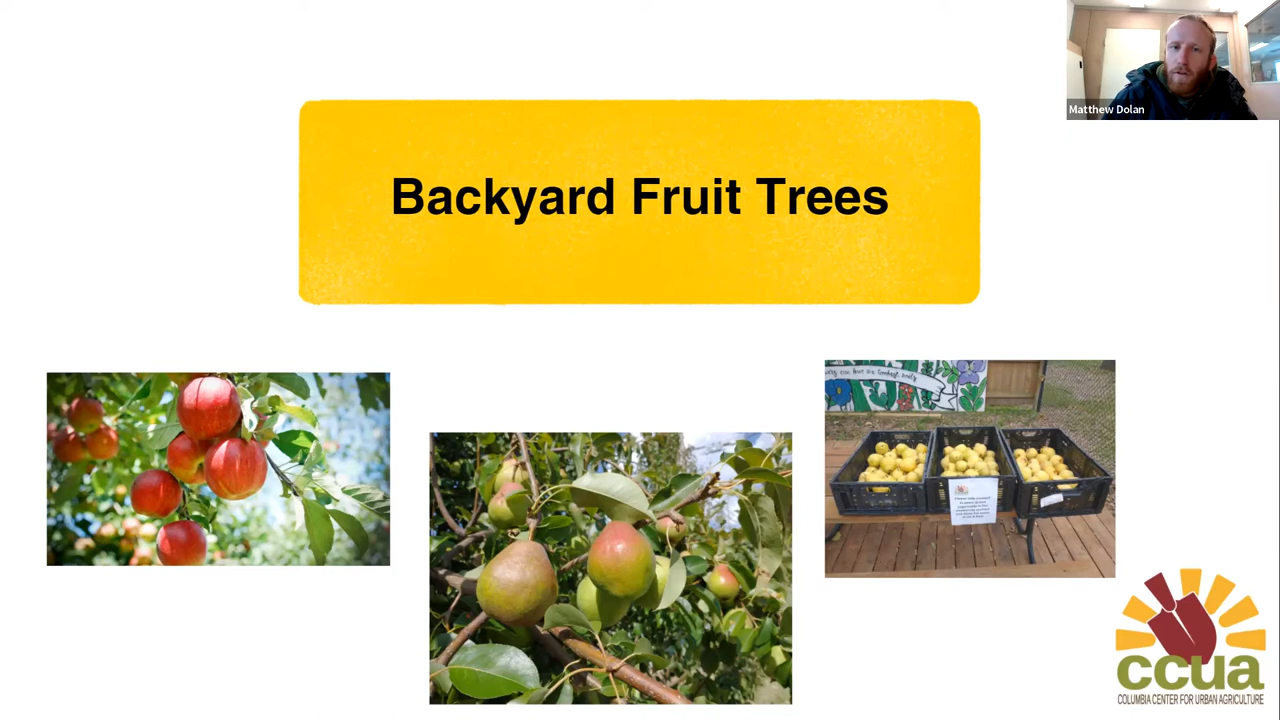 Matthew Dolan
Backyard Fruit Trees
ccua
COLUMBIA CENTER FOR URBAN AGRICULTURE